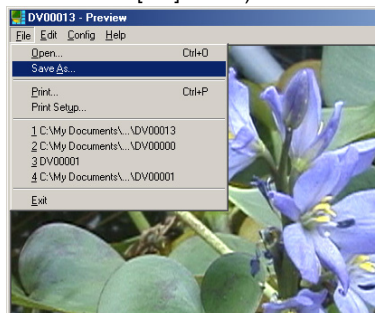 DV00013 - Preview
File Edit Config Help
Open... Ctrl+O
Save As...
Print... Ctrl+P
Print Setup...
1 C:\My Documents\...\DV00013
2 C:\My Documents\...\DV00000
3 DV00001
4 C:\My Documents\...\DV00001
Exit